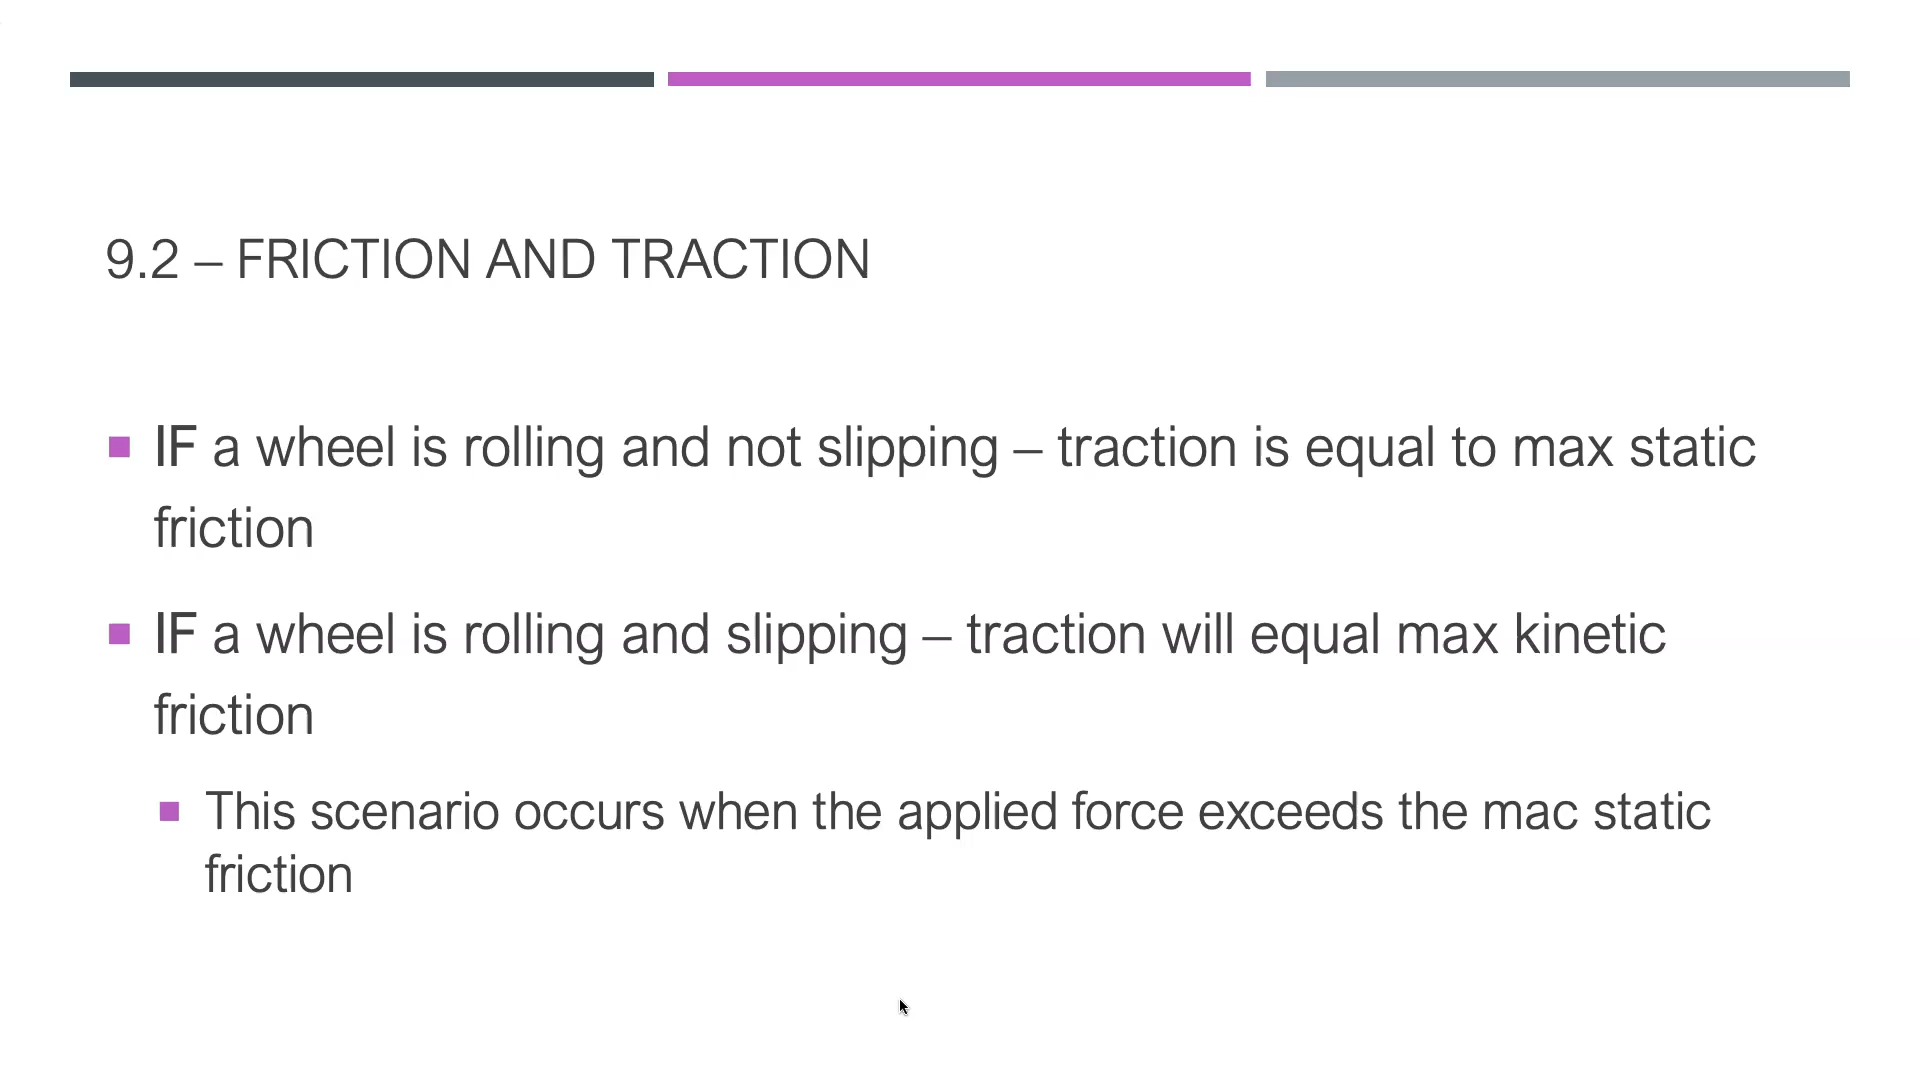 9.2 – FRICTION AND TRACTION
IF a wheel is rolling and not slipping – traction is equal to max static
friction
IF a wheel is rolling and slipping – traction will equal max kinetic
friction
This scenario occurs when the applied force exceeds the mac static
friction